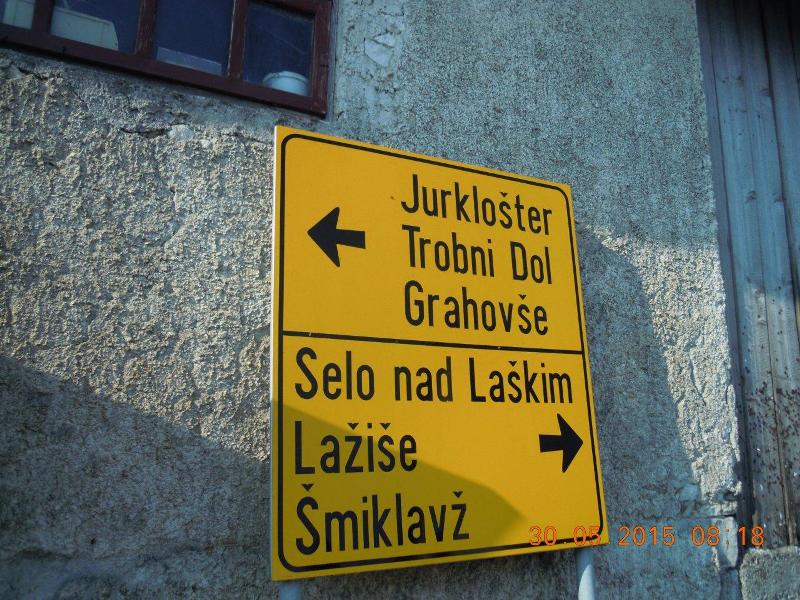 Jurklošter
Trobni Dol
Grahovše
Selo nad Laškim
Lažiše
Šmiklavž
30.05.2015 08:18